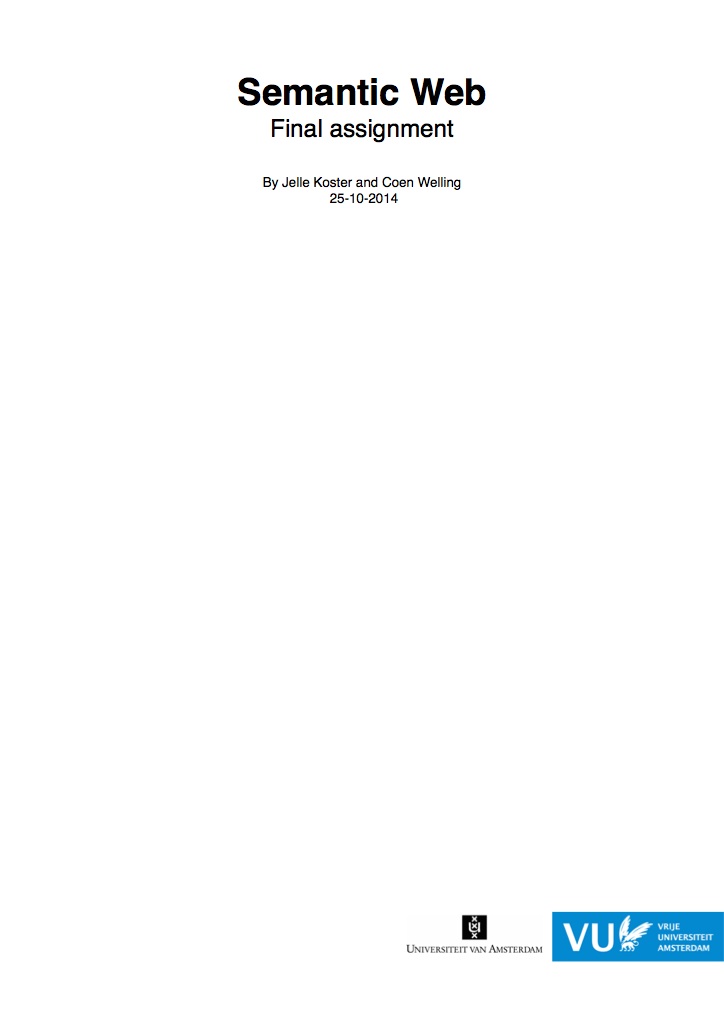 Semantic Web
Final assignment
By Jelle Koster and Coen Welling
25-10-2014
UNIVERSITEIT VAN AMSTERDAM
VU
VRIJE
UNIVERSITEIT
AMSTERDAM